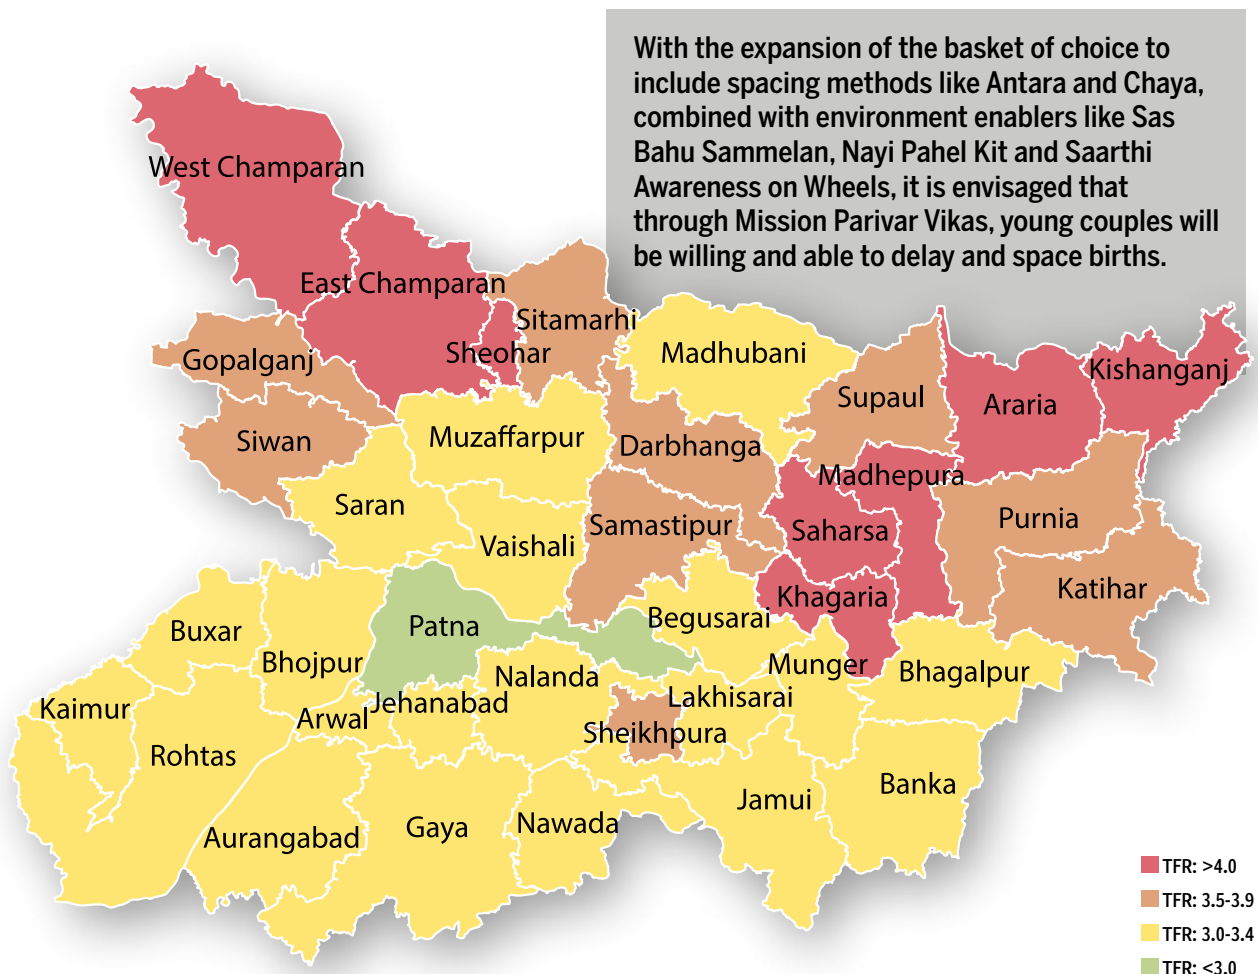 With the expansion of the basket of choice to
include spacing methods like Antara and Chaya,
combined with environment enablers like Sas
Bahu Sammelan, Nayi Pahel Kit and Saarthi
Awareness on Wheels, it is envisaged that
through Mission Parivar Vikas, young couples will
be willing and able to delay and space births.
West Champaran
East Champaran
Sitamarhi
Sheohar
Madhubani
Gopalganj
Kishanganj
Supaul
Araria
Siwan
Muzaffarpur
Darbhanga
Madhepura
Saran
Samastipur
Saharsa
Purnia
Vaishali
Katihar
Khagaria
Patna
Begusarai
Buxar
Bhojpur
Munger
Bhagalpur
Nalanda
Jehanabad
Lakhisarai
Kaimur
Arwal
Sheikhpura
Rohtas
Banka
Jamui
Nawada
Gaya
Aurangabad
TFR: >4.0
TFR: 3.5-3.9
TFR: 3.0-3.4
TFR: <3.0